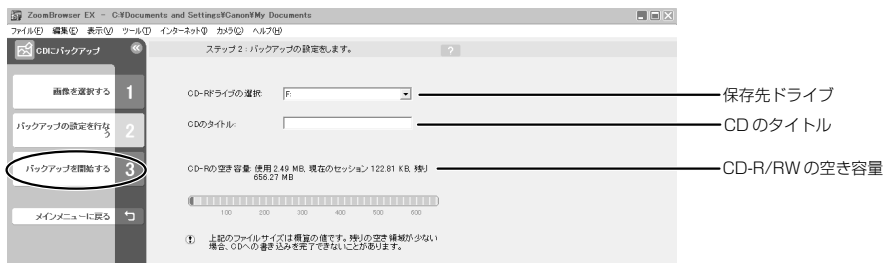 ZoomBrowser EX - C:¥Documents and Settings¥Canon¥My Documents
ファイル(F) 編集(E) 表示(V) ツール(T) インターネット(I) カメラ(C) ヘルプ(H)
CDにバックアップ
ステップ2:バックアップの設定をします。 ?
画像を選択する 1
CD-Rドライブの選択: F:
保存先ドライブ
バックアップの設定を行なう 2
CDのタイトル:
CDのタイトル
バックアップを開始する 3
CD-Rの空き容量: 使用 2.49 MB, 現在のセッション 122.81 KB, 残り
656.27 MB
CD-R/RWの空き容量
100 200 300 400 500 600
メインメニューに戻る
上記のファイルサイズは概算の値です。残りの空き領域が少ない
場合、CDへの書き込みを完了できないことがあります。